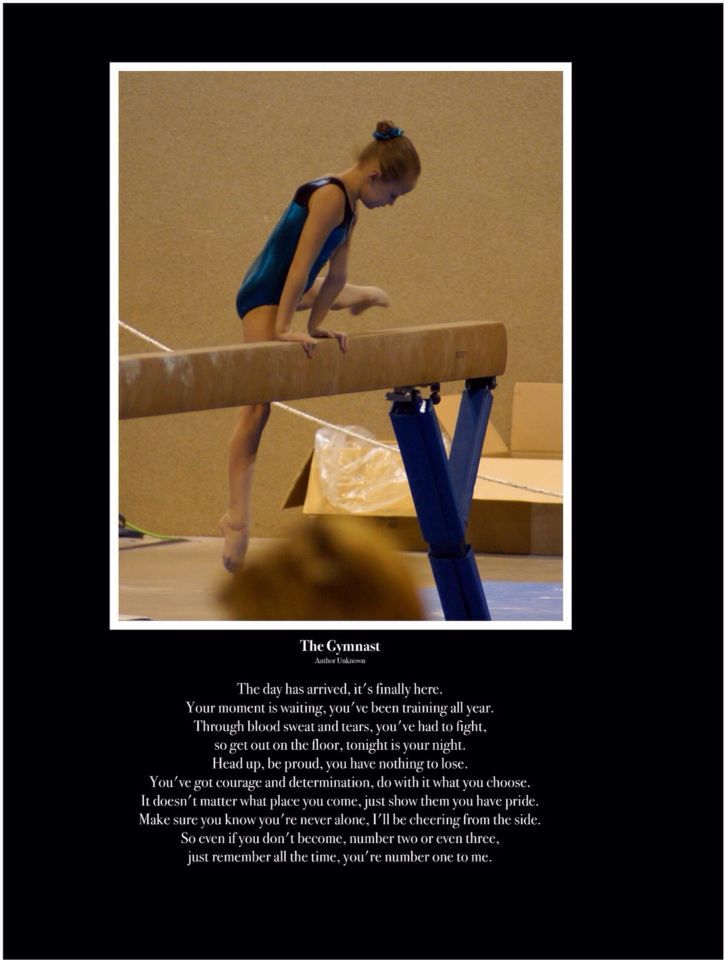 The Gymnast
Author Unknown
The day has arrived, it's finally here.
Your moment is waiting, you've been training all year.
Through blood sweat and tears, you've had to fight,
so get out on the floor, tonight is your night.
Head up, be proud, you have nothing to lose.
You've got courage and determination, do with it what you choose.
It doesn't matter what place you come, just show them you have pride.
Make sure you know you're never alone, I'll be cheering from the side.
So even if you don't become, number two or even three,
just remember all the time, you're number one to me.